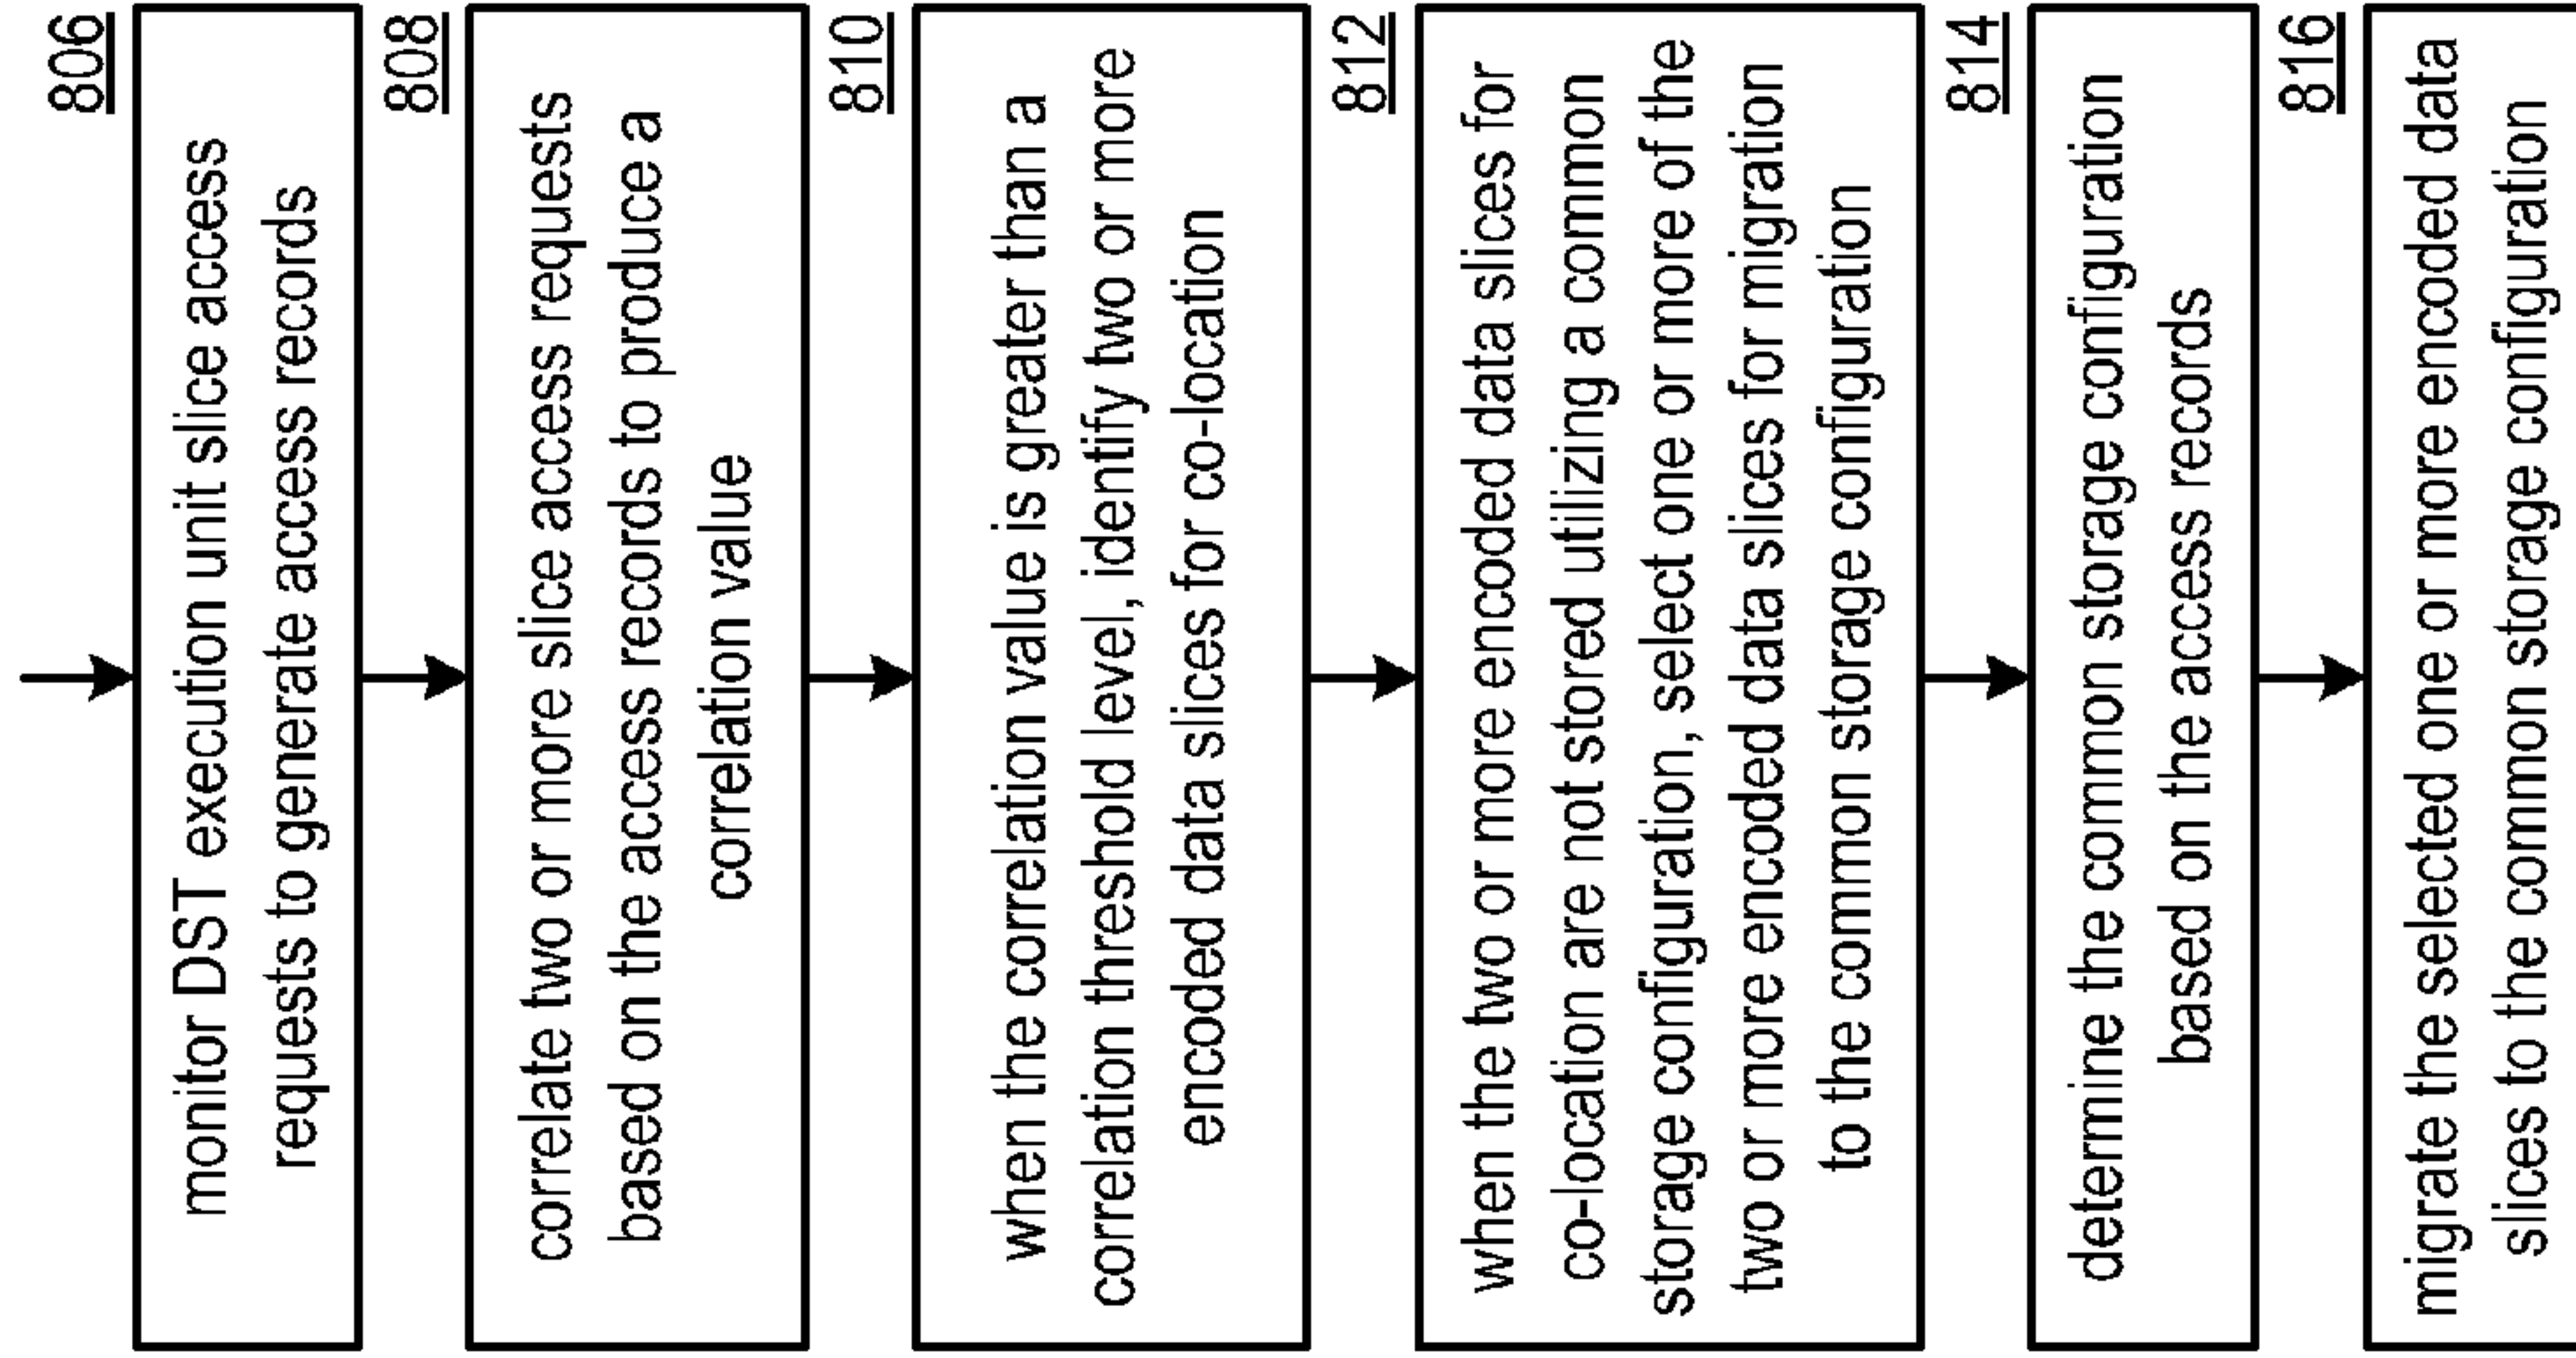 806
monitor DST execution unit slice access
requests to generate access records
808
correlate two or more slice access requests
based on the access records to produce a
correlation value
810
when the correlation value is greater than a
correlation threshold level, identify two or more
encoded data slices for co-location
812
when the two or more encoded data slices for
co-location are not stored utilizing a common
storage configuration, select one or more of the
two or more encoded data slices for migration
to the common storage configuration
814
determine the common storage configuration
based on the access records
816
migrate the selected one or more encoded data
slices to the common storage configuration